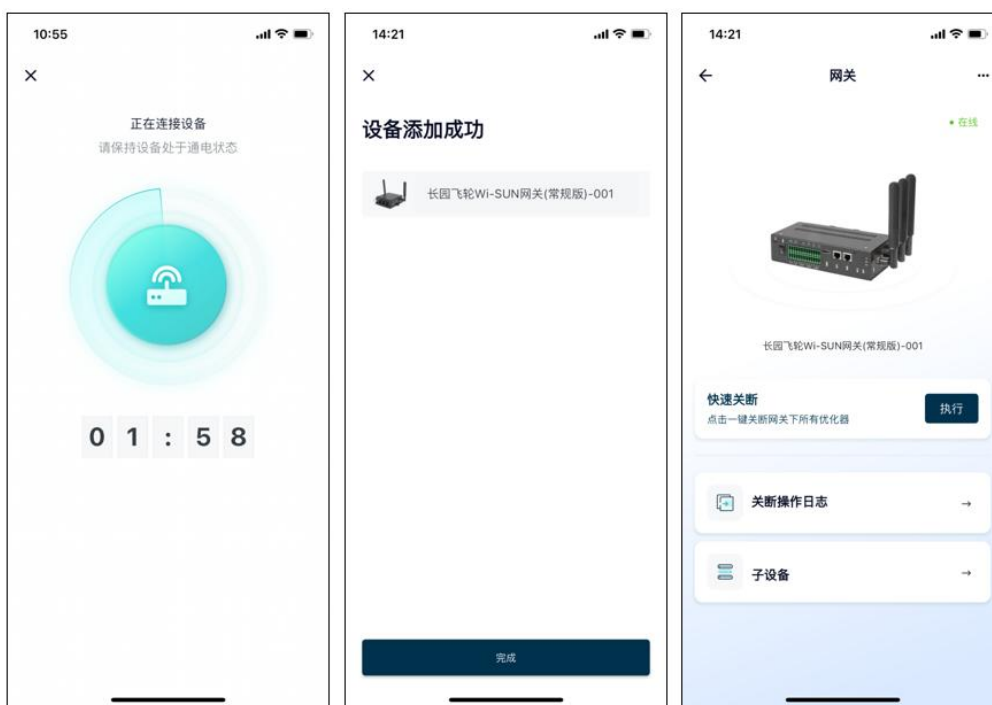 10:55
正在连接设备
请保持设备处于通电状态
01:58
14:21
设备添加成功
长园飞轮Wi-SUN网关(常规版)-001
完成
14:21
网关
在线
长园飞轮Wi-SUN网关(常规版)-001
快速关断
点击一键关断网关下所有优化器
执行
关断操作日志
子设备